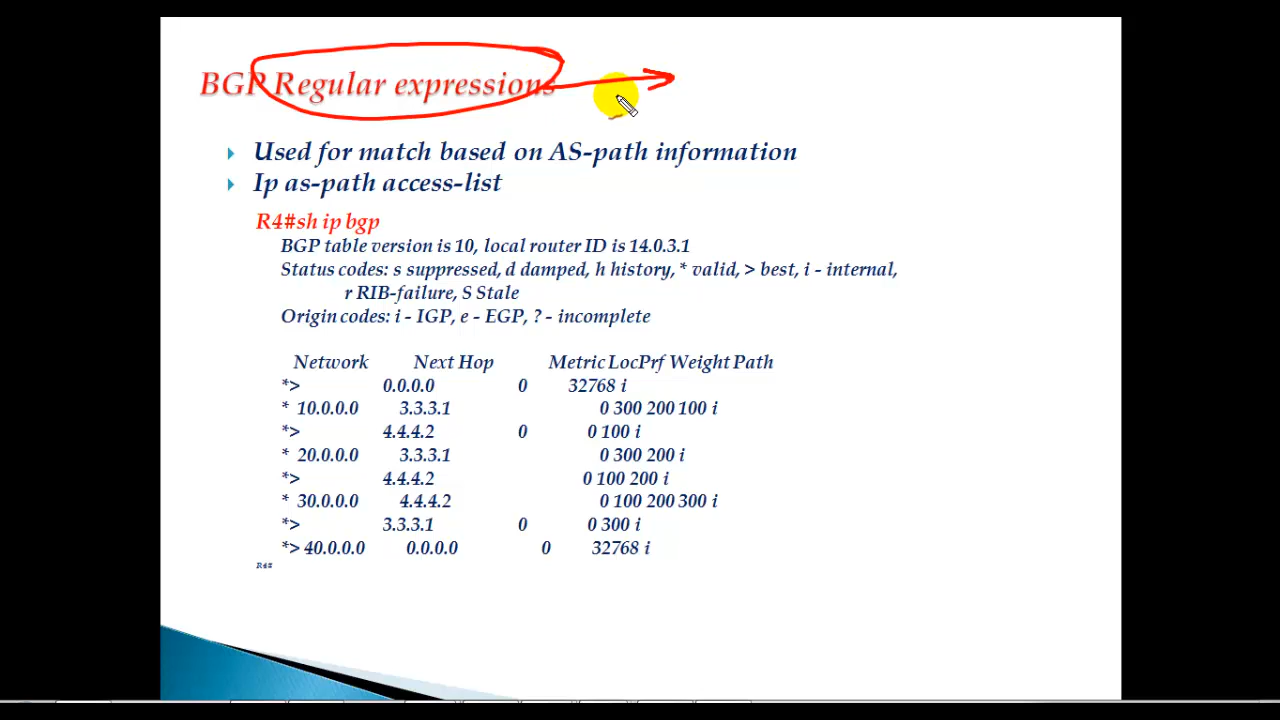 BGP Regular expressions
Used for match based on AS-path information
Ip as-path access-list
R4#sh ip bgp
BGP table version is 10, local router ID is 14.0.3.1
Status codes: s suppressed, d damped, h history, * valid, > best, i - internal,
r RIB-failure, S Stale
Origin codes: i - IGP, e - EGP, ? - incomplete
Network Next Hop Metric LocPrf Weight Path
*> 0.0.0.0 0 32768 i
* 10.0.0.0 3.3.3.1 0 300 200 100 i
*> 4.4.4.2 0 0 100 i
* 20.0.0.0 3.3.3.1 0 300 200 i
*> 4.4.4.2 0 100 200 i
* 30.0.0.0 4.4.4.2 0 100 200 300 i
*> 3.3.3.1 0 0 300 i
*> 40.0.0.0 0.0.0.0 0 32768 i
R4#